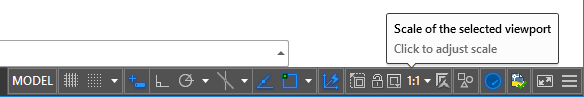 Scale of the selected viewport
Click to adjust scale
MODEL
1:1